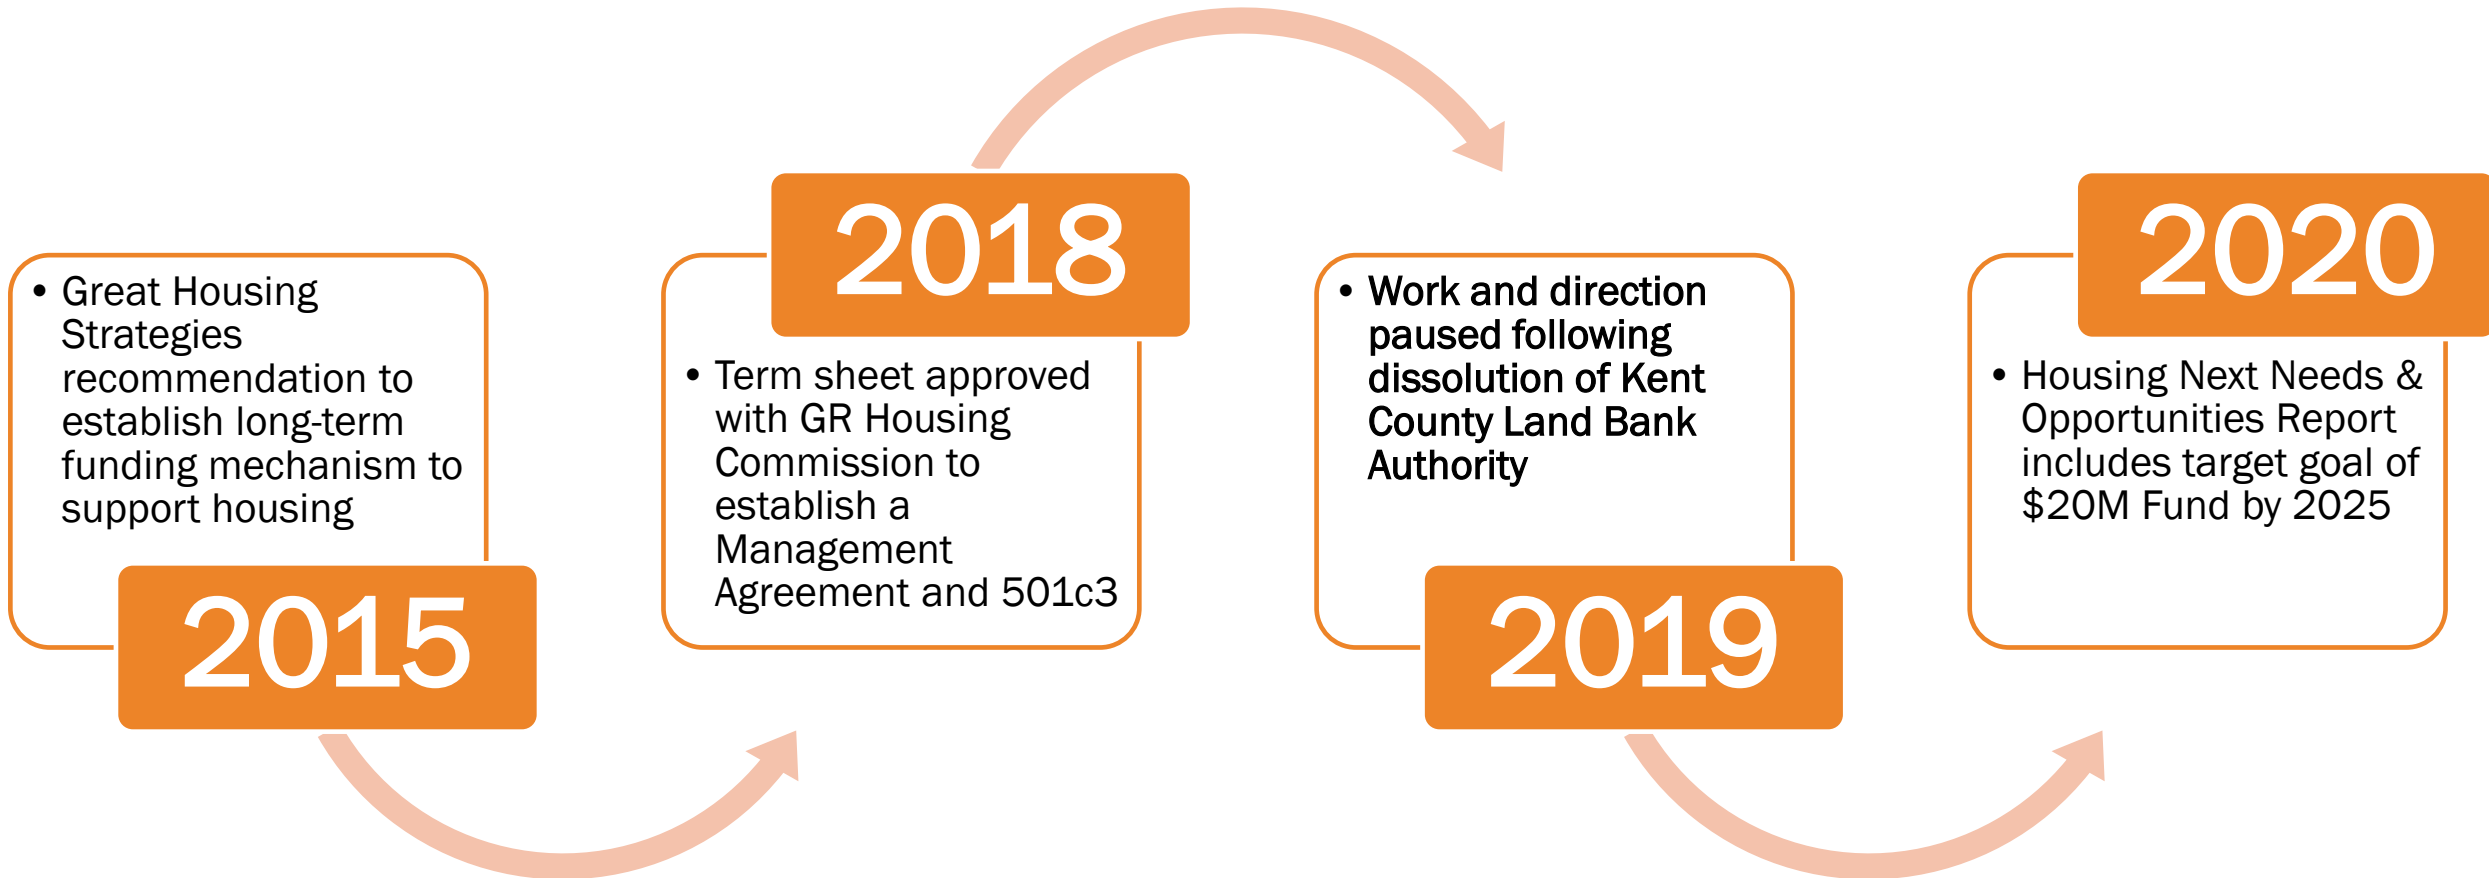 • Great Housing
Strategies
recommendation to
establish long-term
funding mechanism to
support housing
2015
2018
• Term sheet approved
with GR Housing
Commission to
establish a
Management
Agreement and 501c3
• Work and direction
paused following
dissolution of Kent
County Land Bank
Authority
2019
2020
• Housing Next Needs &
Opportunities Report
includes target goal of
$20M Fund by 2025